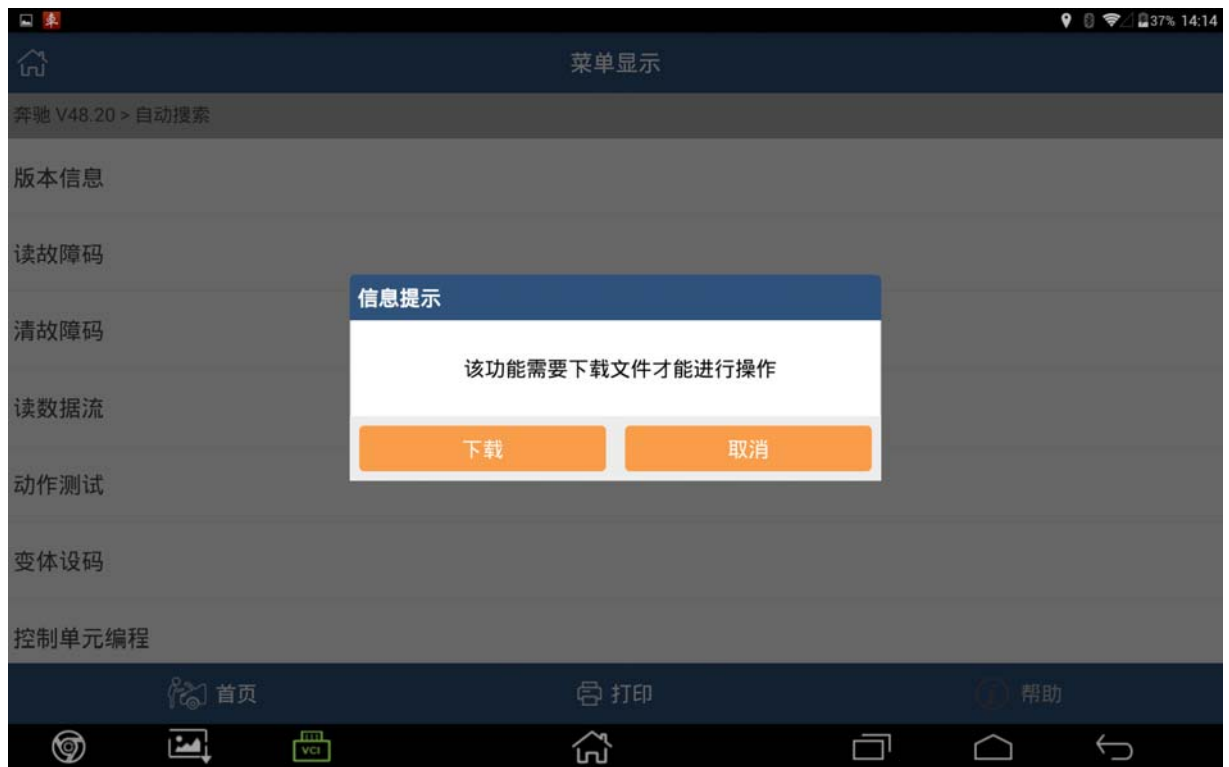 卓
37% 14:14
菜单显示
奔驰 V48.20 > 自动搜索
版本信息
读故障码
清故障码
读数据流
动作测试
变体设码
控制单元编程
信息提示
该功能需要下载文件才能进行操作
下载
取消
首页
打印
帮助
VCI